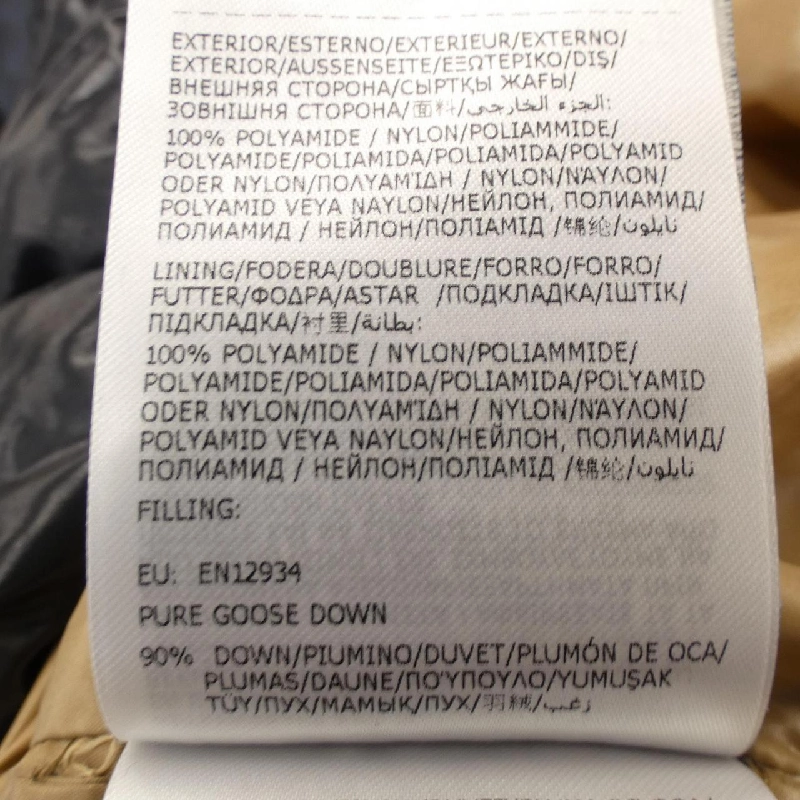 EXTERIOR/ESTERNO/EXTERIEUR/EXTERNO/
EXTERIOR/AUSSENSEITE/ΕΞΩΤΕΡΙΚΟ/DIŞ/
ВНЕШНЯЯ СТОРОНА/СЫРТҚЫ ЖАҒЫ/
ЗОВНІШНЯ СТОРОНА/面料/الجزء الخارجي:
100% POLYAMIDE / NYLON/POLIAMMIDE/
POLYAMIDE/POLIAMIDA/POLIAMIDA/POLYAMID
ODER NYLON/ΠΟΛΥΑΜΊΔΗ / NYLON/ΝΆΥΛΟΝ/
POLYAMID VEYA NAYLON/НЕЙЛОН, ПОЛИАМИД/
ПОЛИАМИД / НЕЙЛОН/ПОЛІАМІД /锦纶/نايلون
LINING/FODERA/DOUBLURE/FORRO/FORRO/
FUTTER/ΦΟΔΡΑ/ASTAR /ПОДКЛАДКА/ІШТІК/
ПІДКЛАДКА/衬里/بطانة:
100% POLYAMIDE / NYLON/POLIAMMIDE/
POLYAMIDE/POLIAMIDA/POLIAMIDA/POLYAMID
ODER NYLON/ΠΟΛΥΑΜΊΔΗ / NYLON/ΝΆΥΛΟΝ/
POLYAMID VEYA NAYLON/НЕЙЛОН, ПОЛИАМИД/
ПОЛИАМИД / НЕЙЛОН/ПОЛІАМІД /锦纶/نايلون
FILLING:
EU: EN12934
PURE GOOSE DOWN
90% DOWN/PIUMINO/DUVET/PLUMÓN DE OCA/
PLUMAS/DAUNE/ΠΟΎΠΟΥΛΟ/YUMUŞAK
TÜY/ПУХ/МАМЫҚ/ПУХ/羽绒/زغب